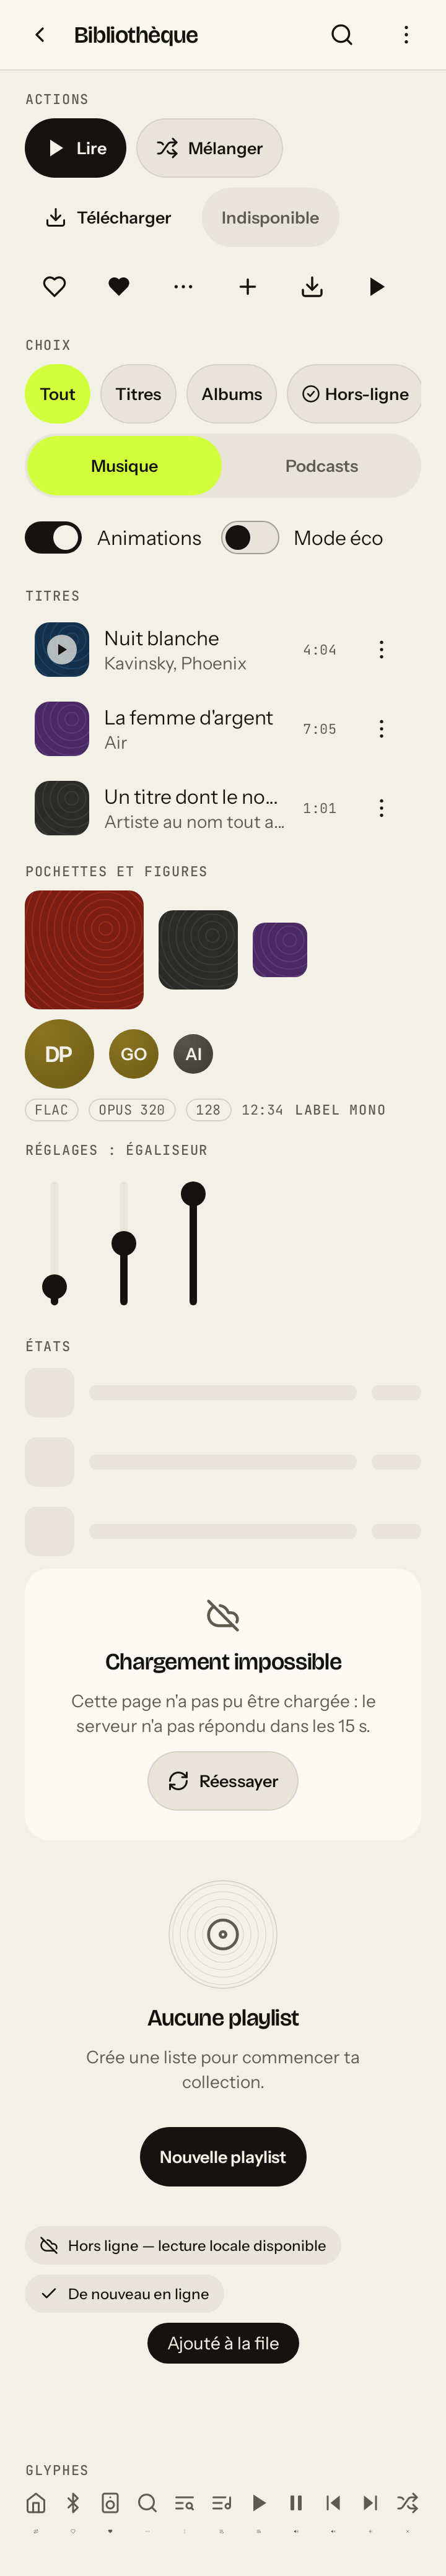 Bibliothèque
ACTIONS
Lire
Mélanger
Télécharger
Indisponible
CHOIX
Tout
Titres
Albums
Hors-ligne
Musique
Podcasts
Animations
Mode éco
TITRES
Nuit blanche
Kavinsky, Phoenix
4:04
La femme d'argent
Air
7:05
Un titre dont le no...
Artiste au nom tout a...
1:01
POCHETTES ET FIGURES
DP
GO
AI
FLAC
OPUS 320
128
12:34
LABEL MONO
RÉGLAGES : ÉGALISEUR
ÉTATS
Chargement impossible
Cette page n'a pas pu être chargée : le
serveur n'a pas répondu dans les 15 s.
Réessayer
Aucune playlist
Crée une liste pour commencer ta
collection.
Nouvelle playlist
Hors ligne — lecture locale disponible
De nouveau en ligne
Ajouté à la file
GLYPHES